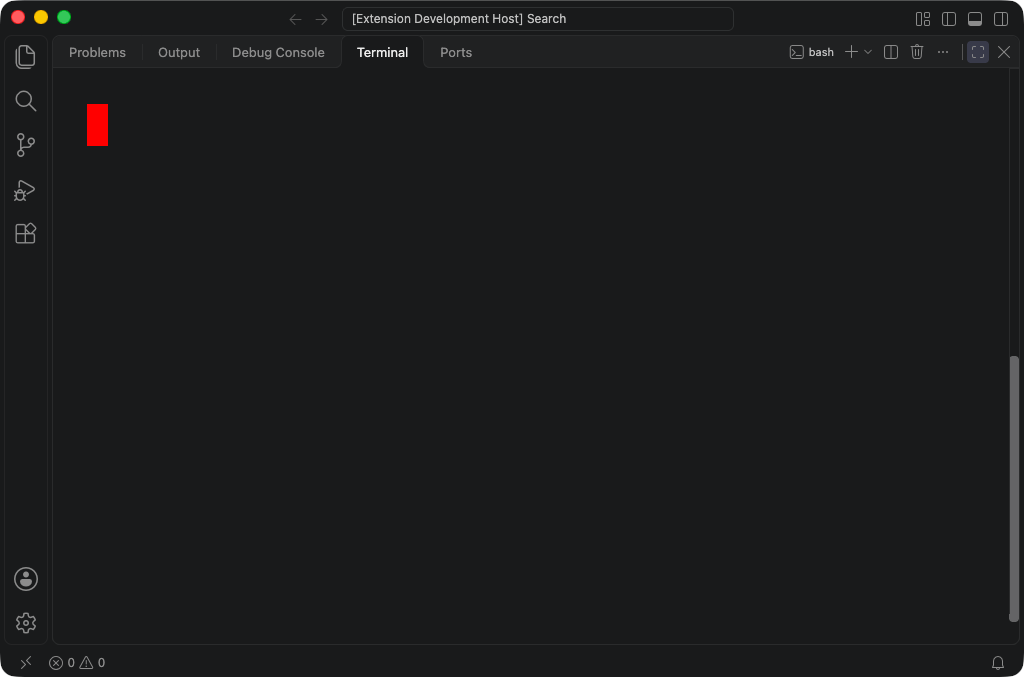 [Extension Development Host] Search
Problems Output Debug Console Terminal Ports bash
0 0